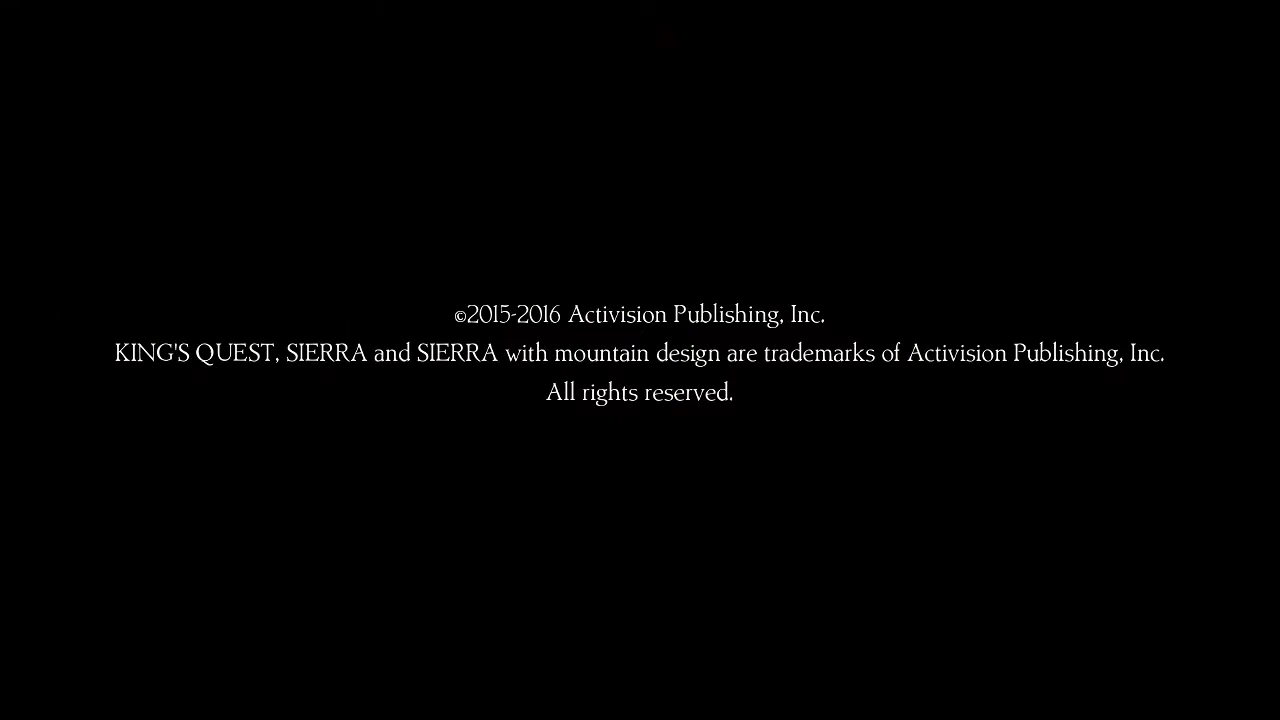 ©2015-2016 Activision Publishing, Inc.
KING'S QUEST, SIERRA and SIERRA with mountain design are trademarks of Activision Publishing, Inc.
All rights reserved.